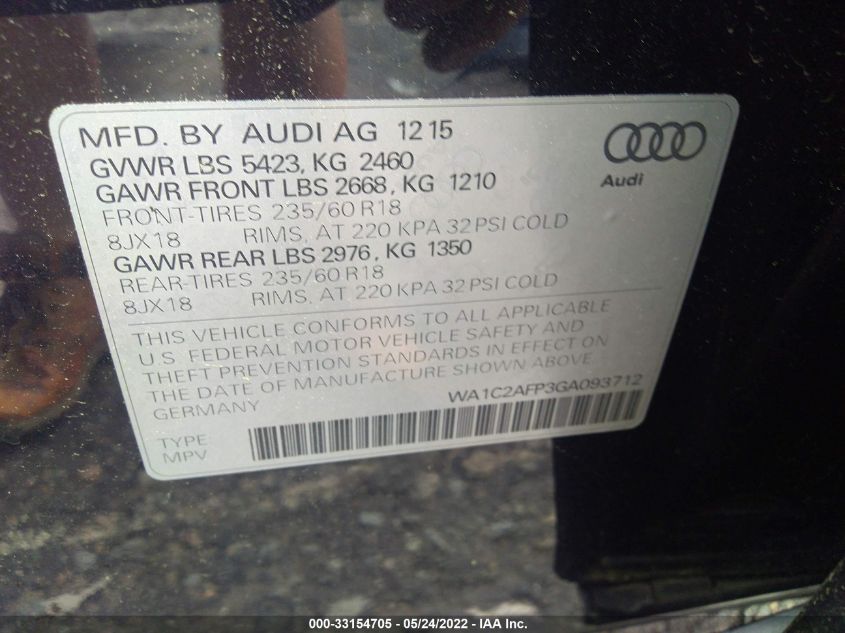 MFD. BY AUDI AG 12 15
GVWR LBS 5423, KG 2460
GAWR FRONT LBS 2668, KG 1210
FRONT-TIRES 235/60 R18
8JX18 RIMS, AT 220 KPA 32 PSI COLD
GAWR REAR LBS 2976, KG 1350
REAR-TIRES 235/60 R18
8JX18 RIMS, AT 220 KPA 32 PSI COLD
Audi
THIS VEHICLE CONFORMS TO ALL APPLICABLE
U.S. FEDERAL MOTOR VEHICLE SAFETY AND
THEFT PREVENTION STANDARDS IN EFFECT ON
THE DATE OF MANUFACTURE SHOWN ABOVE
GERMANY WA1C2AFP3GA093712
TYPE
MPV
000-33154705 - 05/24/2022 - IAA Inc.